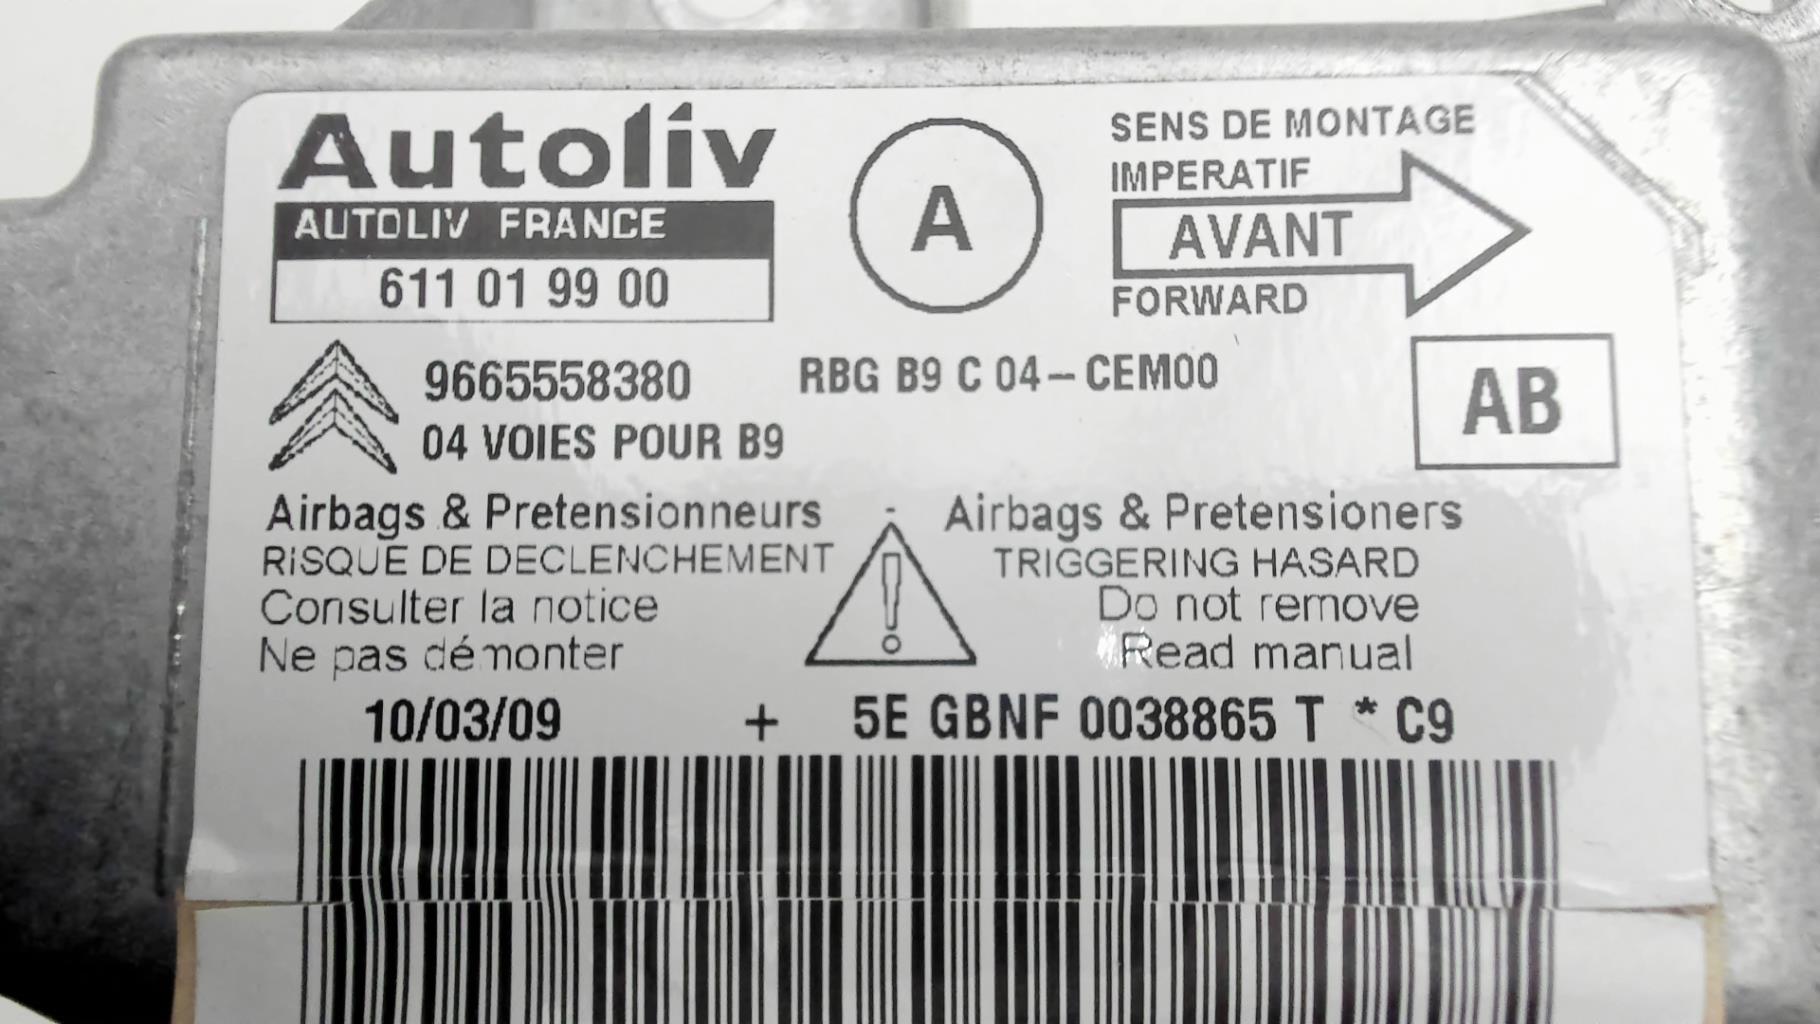 Autoliv
AUTOLIV FRANCE
611 01 99 00
A
SENS DE MONTAGE
IMPERATIF
AVANT
FORWARD
9665558380
RBG B9 C 04-CEM00
04 VOIES POUR B9
AB
Airbags & Pretensionneurs
RISQUE DE DECLENCHEMENT
Consulter la notice
Ne pas démonter
!
Airbags & Pretensioners
TRIGGERING HASARD
Do not remove
Read manual
10/03/09 + 5E GBNF 0038865 T * C9